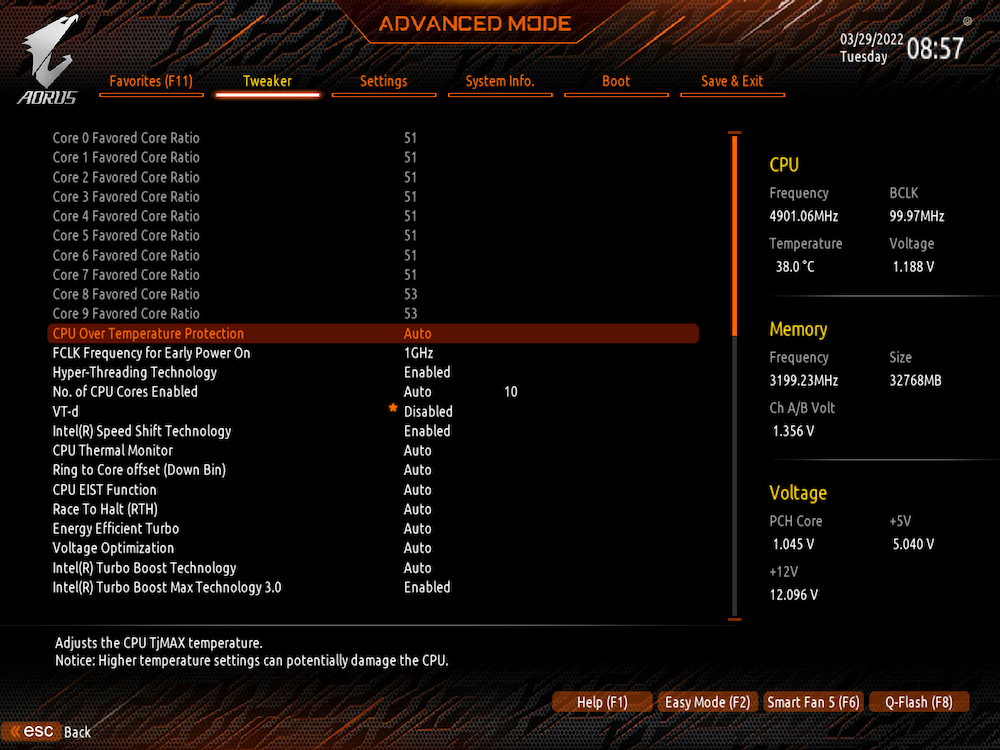 ADVANCED MODE
AORUS
03/29/2022
Tuesday
08:57
Favorites (F11) Tweaker Settings System Info. Boot Save & Exit
Core 0 Favored Core Ratio 51
Core 1 Favored Core Ratio 51
Core 2 Favored Core Ratio 51
Core 3 Favored Core Ratio 51
Core 4 Favored Core Ratio 51
Core 5 Favored Core Ratio 51
Core 6 Favored Core Ratio 51
Core 7 Favored Core Ratio 51
Core 8 Favored Core Ratio 53
Core 9 Favored Core Ratio 53
CPU Over Temperature Protection Auto
FCLK Frequency for Early Power On 1GHz
Hyper-Threading Technology Enabled
No. of CPU Cores Enabled Auto 10
VT-d Disabled
Intel(R) Speed Shift Technology Enabled
CPU Thermal Monitor Auto
Ring to Core offset (Down Bin) Auto
CPU EIST Function Auto
Race To Halt (RTH) Auto
Energy Efficient Turbo Auto
Voltage Optimization Auto
Intel(R) Turbo Boost Technology Auto
Intel(R) Turbo Boost Max Technology 3.0 Enabled
CPU
Frequency BCLK
4901.06MHz 99.97MHz
Temperature Voltage
38.0 °C 1.188 V
Memory
Frequency Size
3199.23MHz 32768MB
Ch A/B Volt
1.356 V
Voltage
PCH Core +5V
1.045 V 5.040 V
+12V
12.096 V
Adjusts the CPU TjMAX temperature.
Notice: Higher temperature settings can potentially damage the CPU.
Help (F1) Easy Mode (F2) Smart Fan 5 (F6) Q-Flash (F8)
esc Back